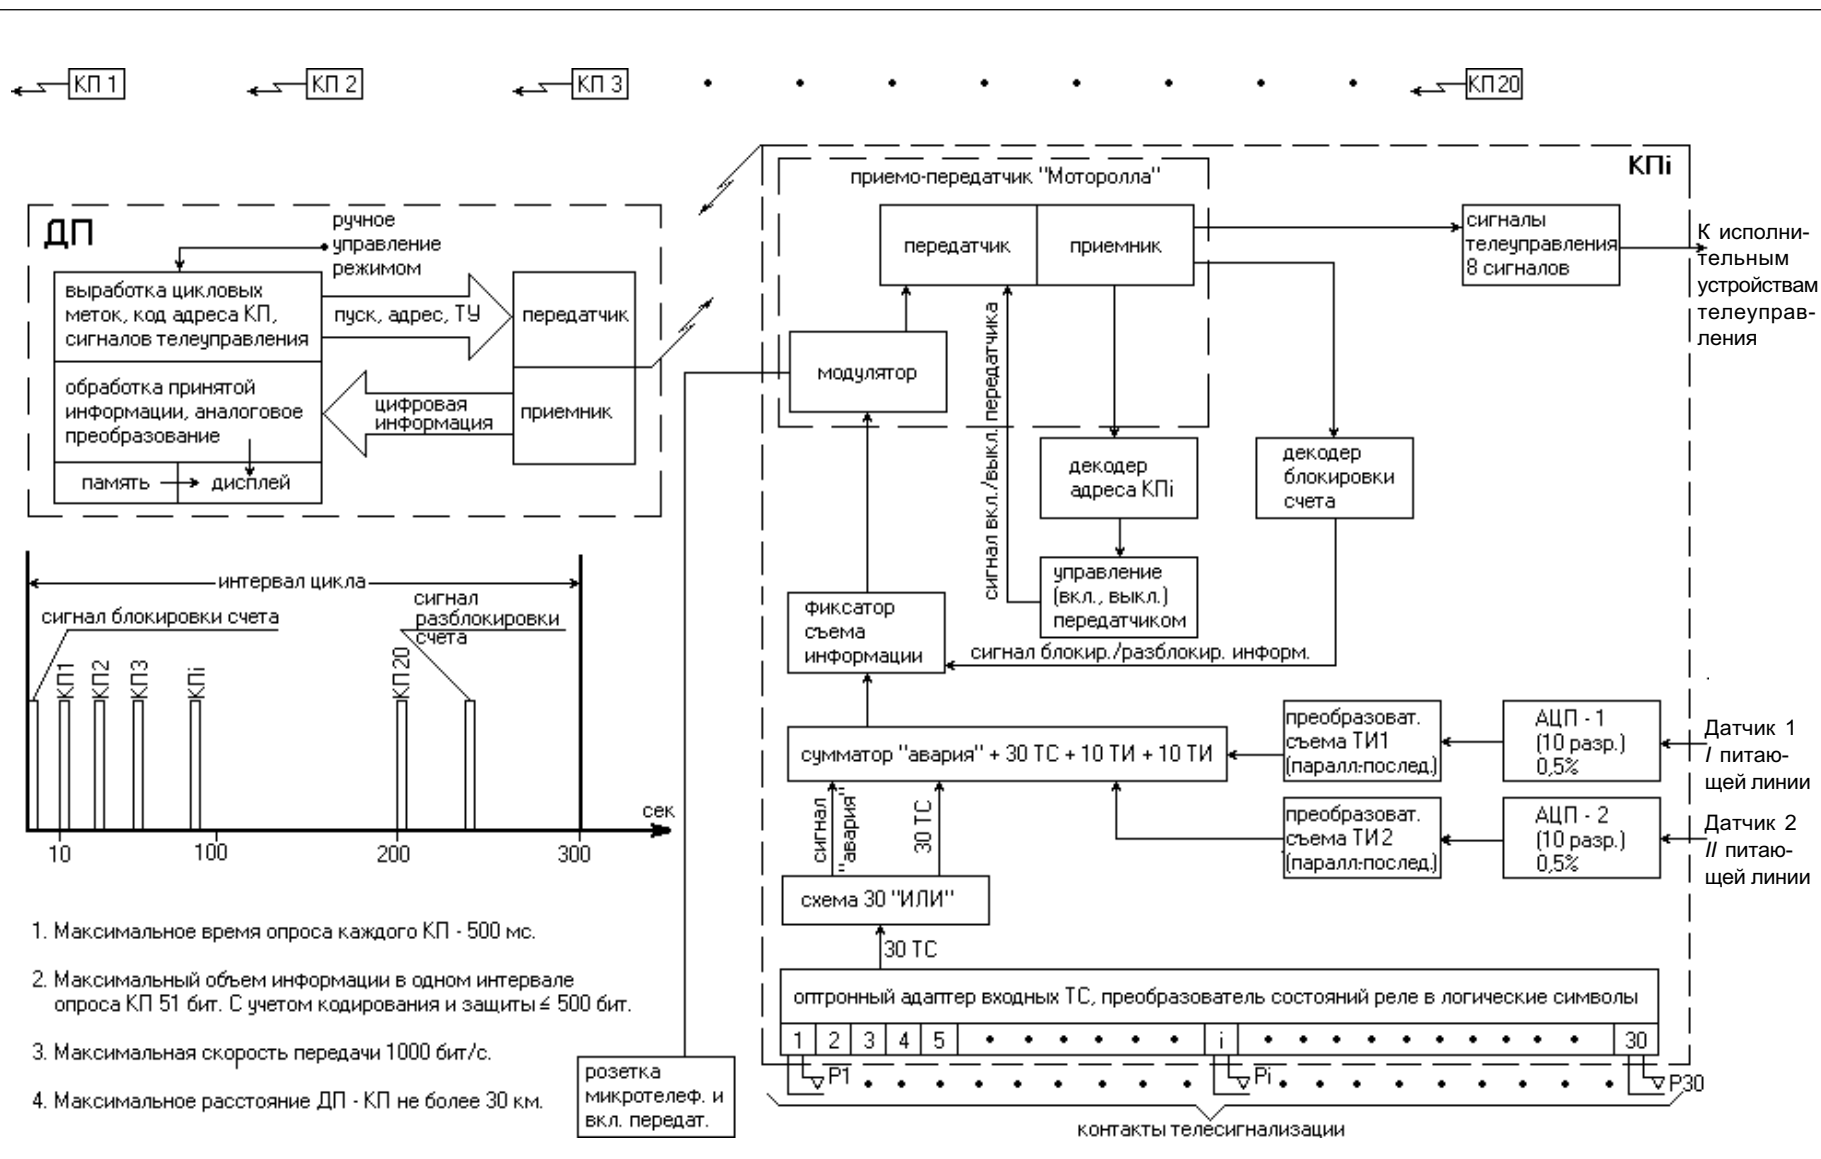 КП 1
КП 2
КП 3
КП20
КПi
ДП
ручное
управление
режимом
выработка цикловых
меток, код адреса КП,
сигналов телеуправления
пуск, адрес, ТУ
передатчик
обработка принятой
информации, аналоговое
преобразование
цифровая
информация
приемник
память
дисплей
приемо-передатчик "Моторолла"
передатчик
приемник
сигналы
телеуправления
8 сигналов
К исполни-
тельным
устройствам
телеуправ-
ления
модулятор
сигнал вкл./выкл. передатчика
декодер
адреса КПi
декодер
блокировки
счета
управление
(вкл., выкл.)
передатчиком
фиксатор
съема
информации
сигнал блокир./разблокир. информ.
сумматор "авария" + 30 ТС + 10 ТИ + 10 ТИ
преобразоват.
съема ТИ1
(паралл.-послед.)
АЦП - 1
(10 разр.)
0,5%
Датчик 1
I питаю-
щей линии
преобразоват.
съема ТИ2
(паралл.-послед.)
АЦП - 2
(10 разр.)
0,5%
Датчик 2
II питаю-
щей линии
сигнал
"авария"
30 ТС
схема 30 "ИЛИ"
30 ТС
оптронный адаптер входных ТС, преобразователь состояний реле в логические символы
1 2 3 4 5 i 30
Р1 Рi Р30
контакты телесигнализации
розетка
микротелеф. и
вкл. передат.
интервал цикла
сигнал блокировки счета
сигнал
разблокировки
счета
КП1
КП2
КП3
КПi
КП20
сек
10 100 200 300
1. Максимальное время опроса каждого КП - 500 мс.
2. Максимальный объем информации в одном интервале
опроса КП 51 бит. С учетом кодирования и защиты ≤ 500 бит.
3. Максимальная скорость передачи 1000 бит/с.
4. Максимальное расстояние ДП - КП не более 30 км.